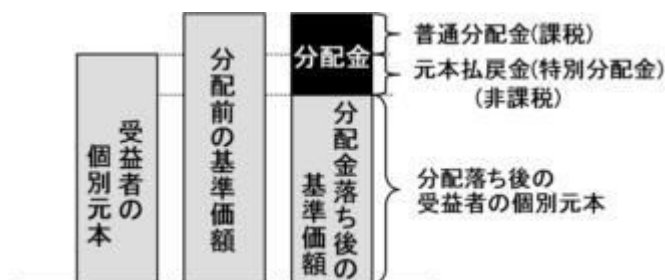 受益者の
個別元本
分配前の基準価額
分配金
分配金落ち後の
基準価額
普通分配金(課税)
元本払戻金(特別分配金)
(非課税)
分配落ち後の
受益者の個別元本